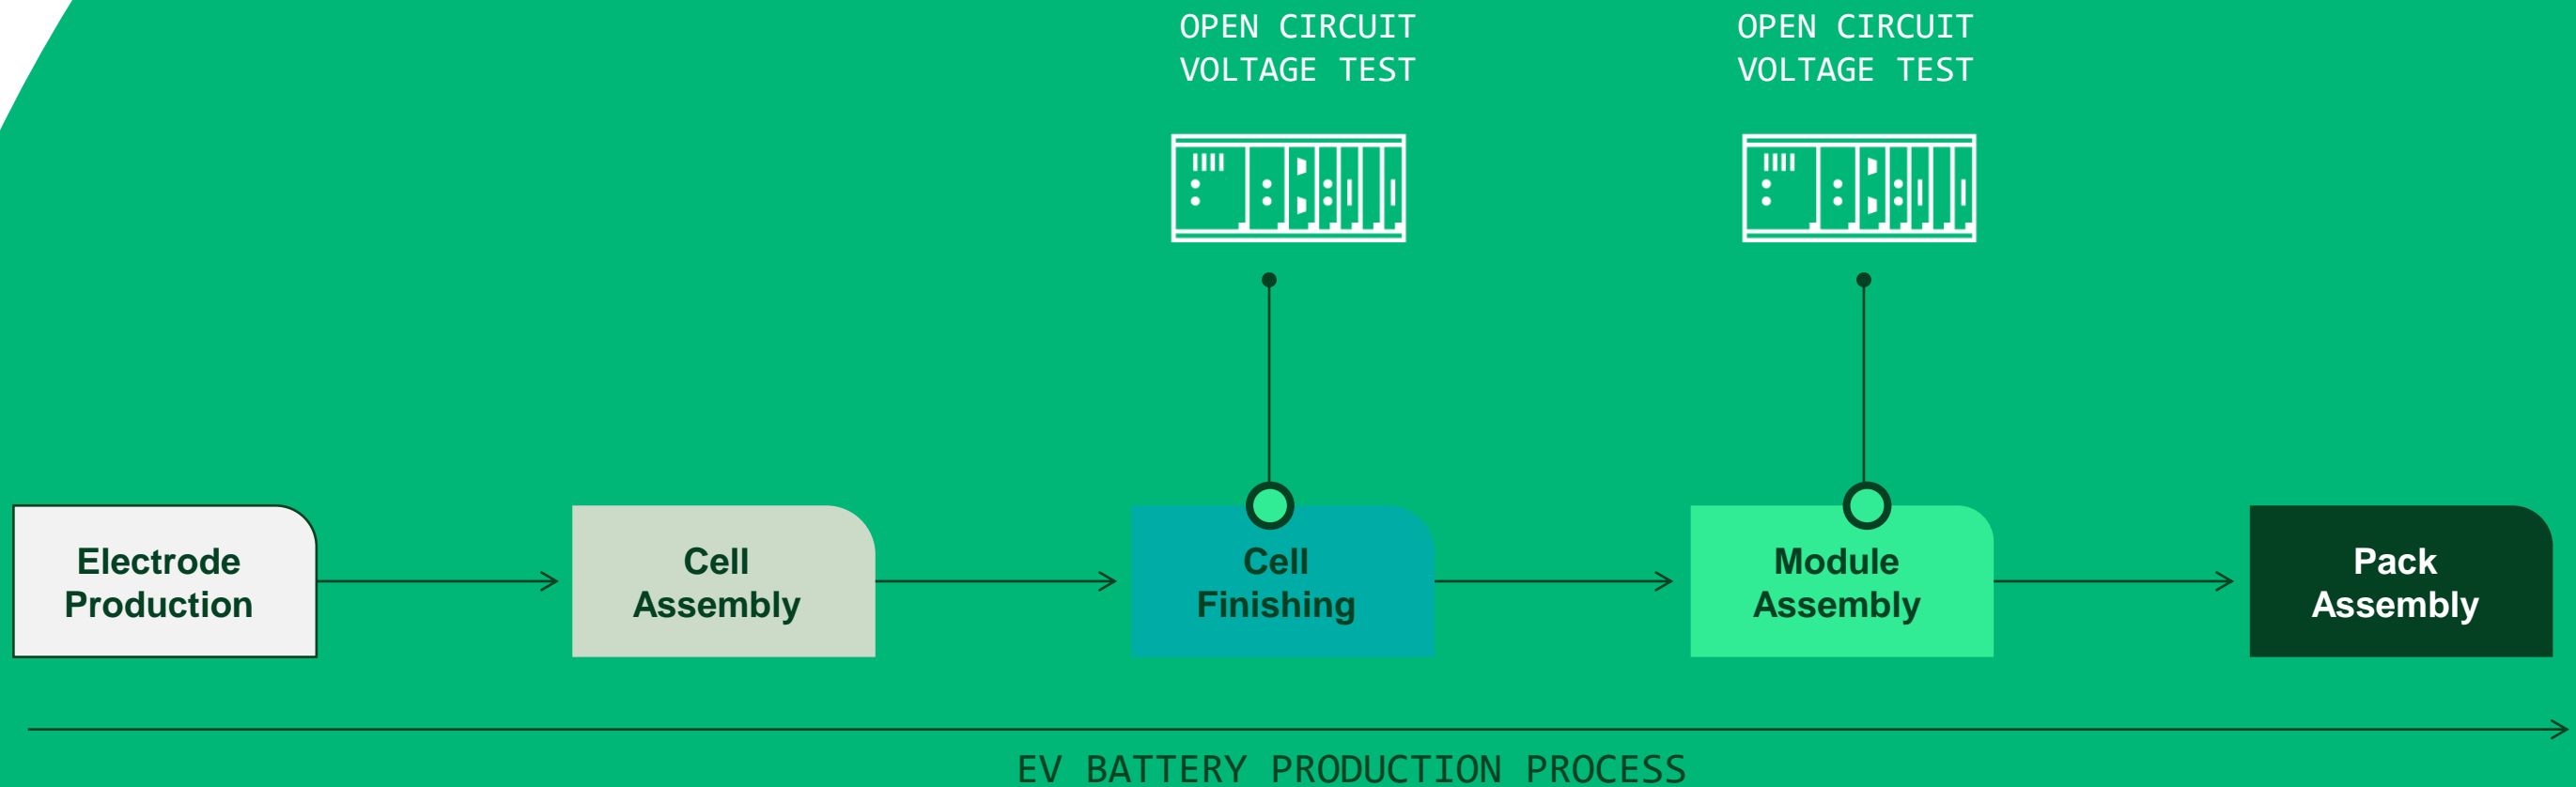 OPEN CIRCUIT
VOLTAGE TEST
OPEN CIRCUIT
VOLTAGE TEST
Electrode
Production
Cell
Assembly
Cell
Finishing
Module
Assembly
Pack
Assembly
EV BATTERY PRODUCTION PROCESS